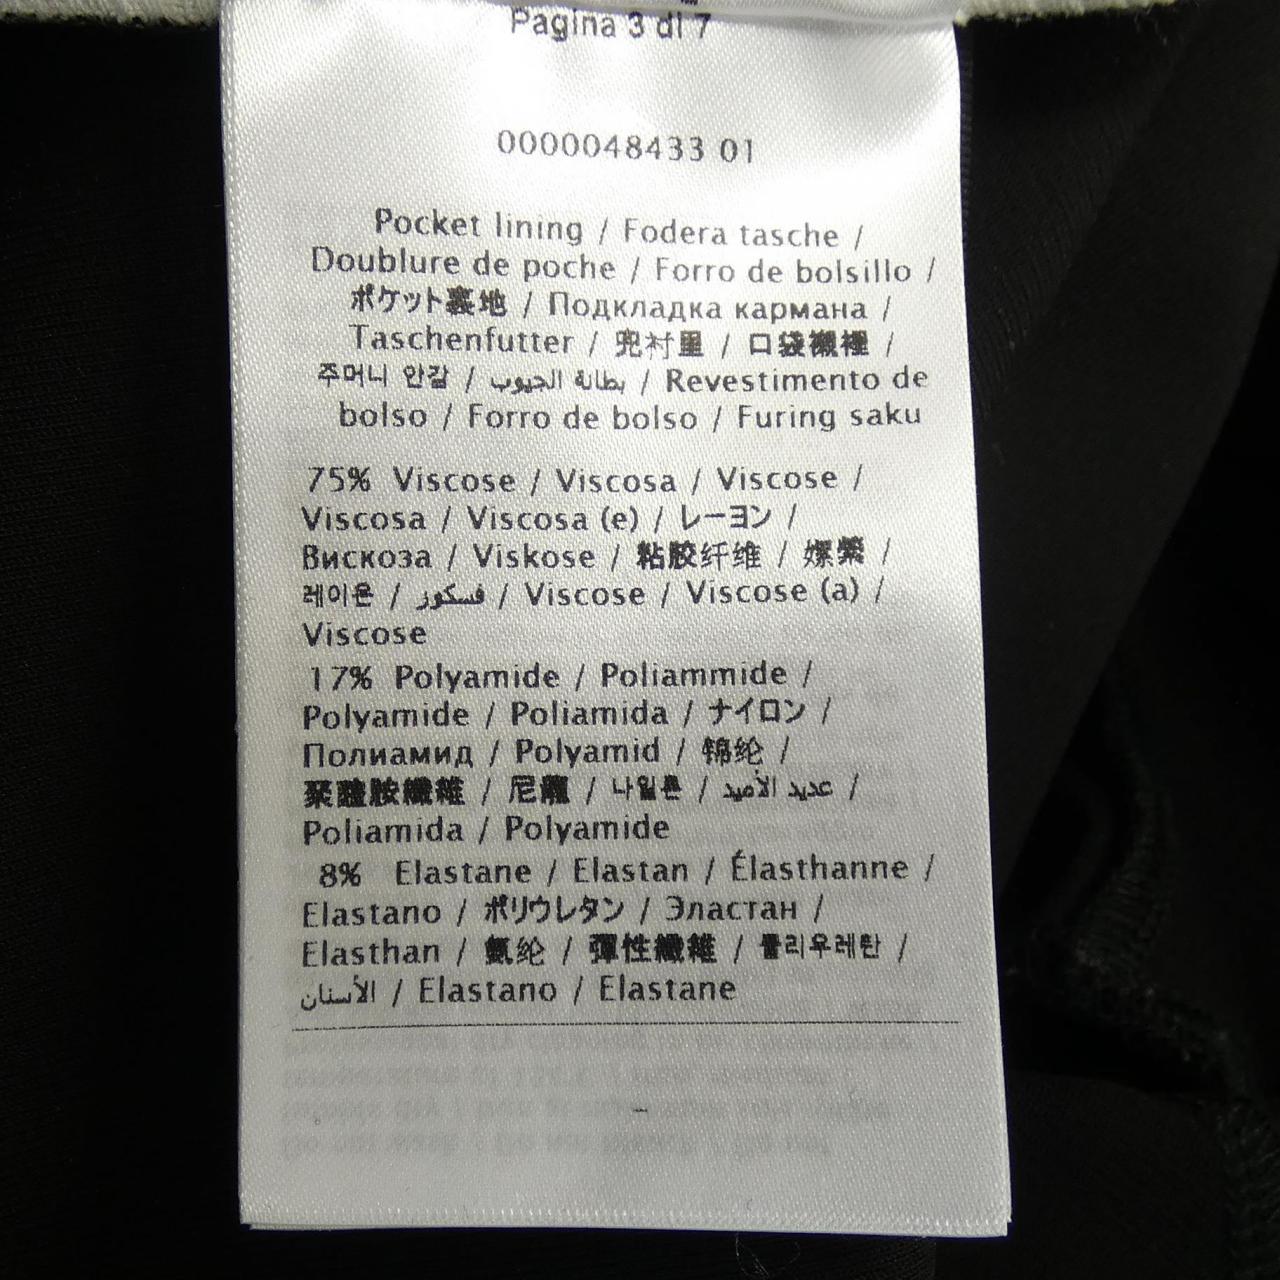 Pagina 3 di 7
0000048433 01
Pocket lining / Fodera tasche /
Doublure de poche / Forro de bolsillo /
ポケット裏地 / Подкладка кармана /
Taschenfutter / 兜衬里 / 口袋襯裡 /
주머니 안감 / بطانة الجيوب / Revestimento de
bolso / Forro de bolso / Furing saku
75% Viscose / Viscosa / Viscose /
Viscosa / Viscosa (e) / レーヨン /
Вискоза / Viskose / 粘胶纤维 / 嫘縈 /
레이온 / فسكوز / Viscose / Viscose (a) /
Viscose
17% Polyamide / Poliammide /
Polyamide / Poliamida / ナイロン /
Полиамид / Polyamid / 锦纶 /
聚醯胺纖維 / 尼龍 / 나일론 / عديد الأميد /
Poliamida / Polyamide
8% Elastane / Elastan / Élasthanne /
Elastano / ポリウレタン / Эластан /
Elasthan / 氨纶 / 彈性纖維 / 폴리우레탄 /
الأستان / Elastano / Elastane